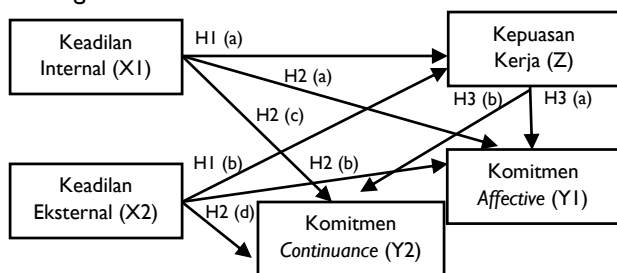 Keadilan
Internal (X1)
H1 (a)
Kepuasan
Kerja (Z)
H2 (a)
H3 (b)
H3 (a)
H2 (c)
H1 (b)
H2 (b)
Keadilan
Eksternal (X2)
H2 (d)
Komitmen
Affective (Y1)
Komitmen
Continuance (Y2)